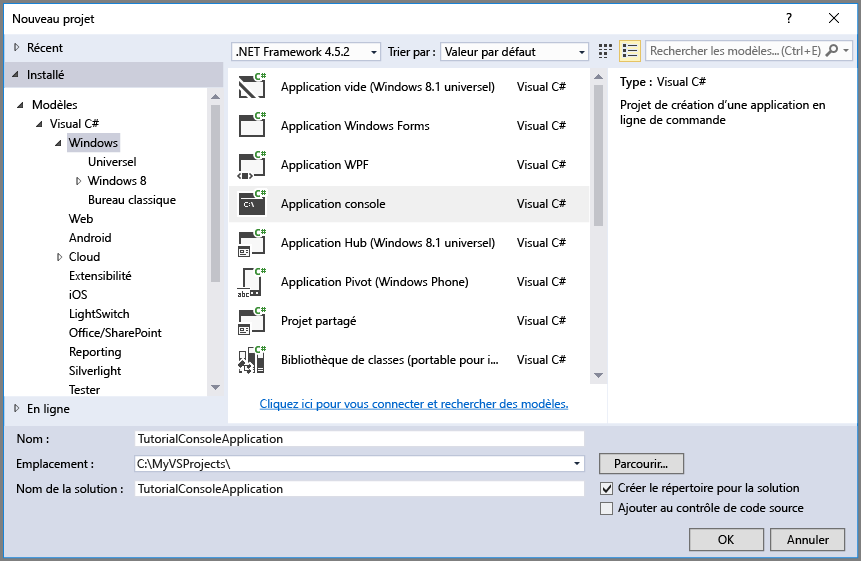 Nouveau projet
?
Récent
Installé
Modèles
Visual C#
Windows
Universel
Windows 8
Bureau classique
Web
Android
Cloud
Extensibilité
iOS
LightSwitch
Office/SharePoint
Reporting
Silverlight
Tester
En ligne
.NET Framework 4.5.2
Trier par : Valeur par défaut
Rechercher les modèles... (Ctrl+E)
C# Application vide (Windows 8.1 universel) Visual C#
C# Application Windows Forms Visual C#
C# Application WPF Visual C#
C# C:\ Application console Visual C#
C# Application Hub (Windows 8.1 universel) Visual C#
C# abc Application Pivot (Windows Phone) Visual C#
C# Projet partagé Visual C#
C# Bibliothèque de classes (portable pour i... Visual C#
Cliquez ici pour vous connecter et rechercher des modèles.
Type : Visual C#
Projet de création d’une application en
ligne de commande
Nom : TutorialConsoleApplication
Emplacement : C:\MyVSProjects\ Parcourir...
Nom de la solution : TutorialConsoleApplication
Créer le répertoire pour la solution
Ajouter au contrôle de code source
OK Annuler